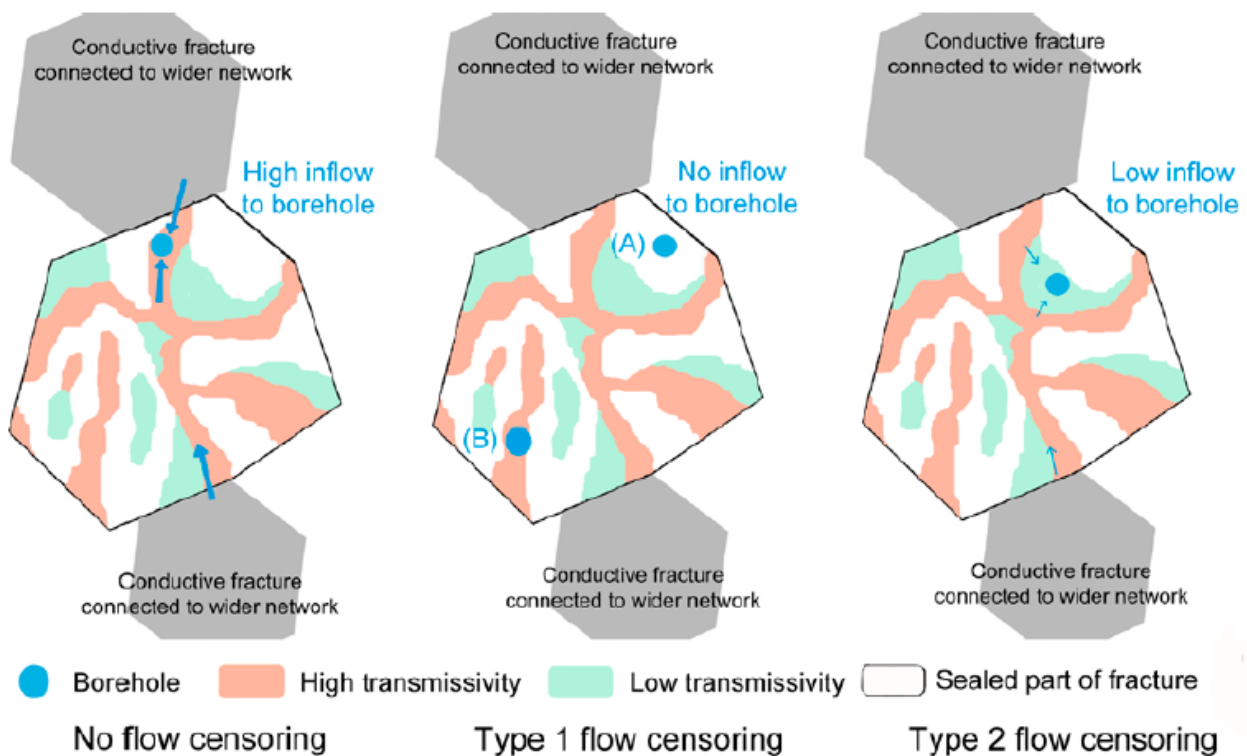 Conductive fracture
connected to wider network
High inflow
to borehole
Conductive fracture
connected to wider network
Conductive fracture
connected to wider network
No inflow
to borehole
(A)
(B)
Conductive fracture
connected to wider network
Conductive fracture
connected to wider network
Low inflow
to borehole
Conductive fracture
connected to wider network
Borehole
High transmissivity
Low transmissivity
Sealed part of fracture
No flow censoring
Type 1 flow censoring
Type 2 flow censoring